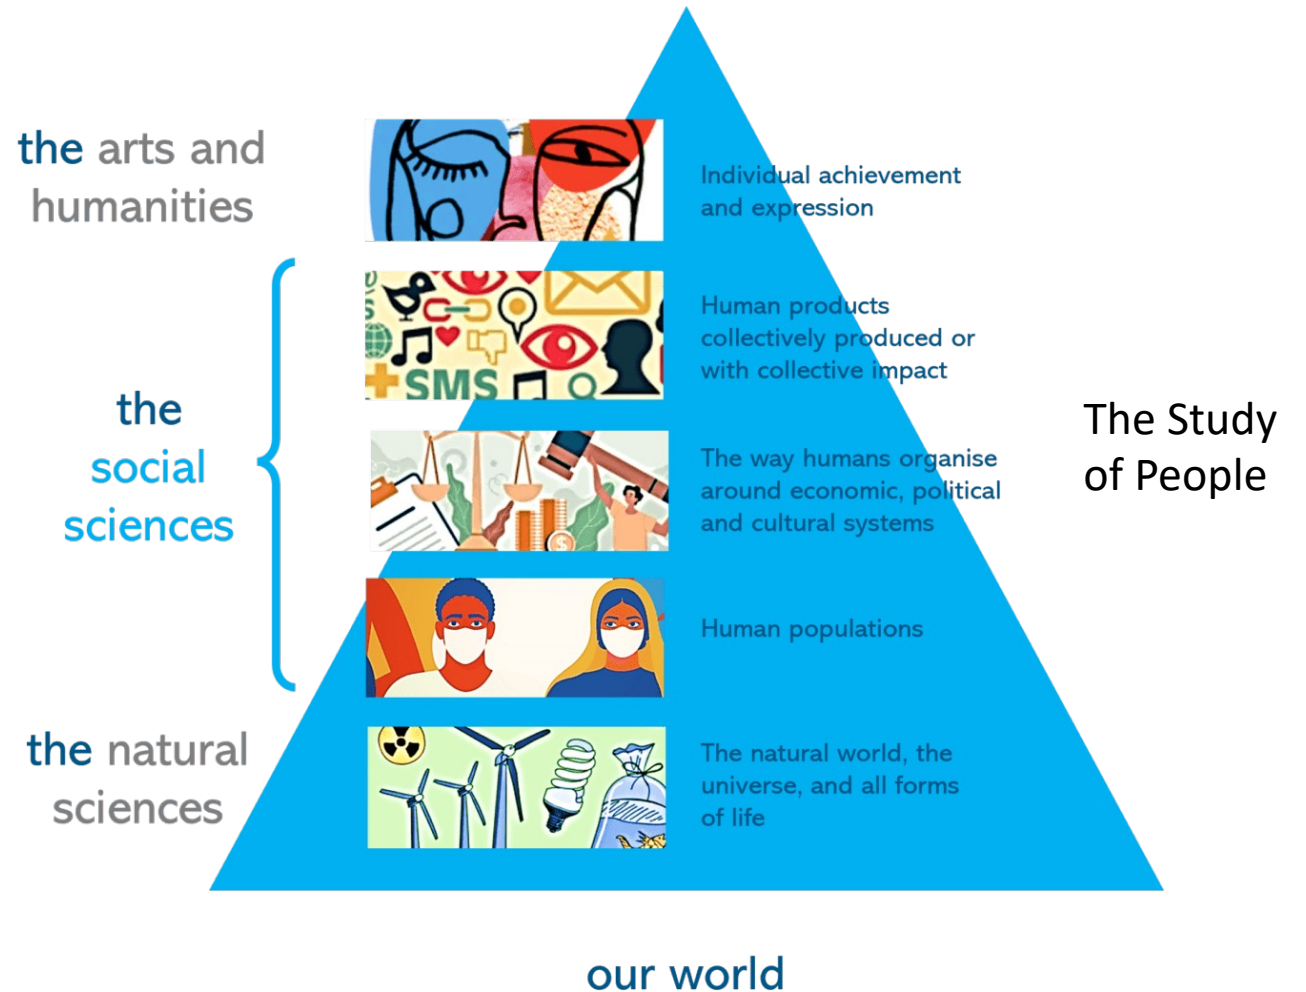 the arts and
humanities
Individual achievement
and expression
SMS
Human products
collectively produced or
with collective impact
the
social
sciences
The way humans organise
around economic, political
and cultural systems
The Study
of People
Human populations
the natural
sciences
The natural world, the
universe, and all forms
of life
our world